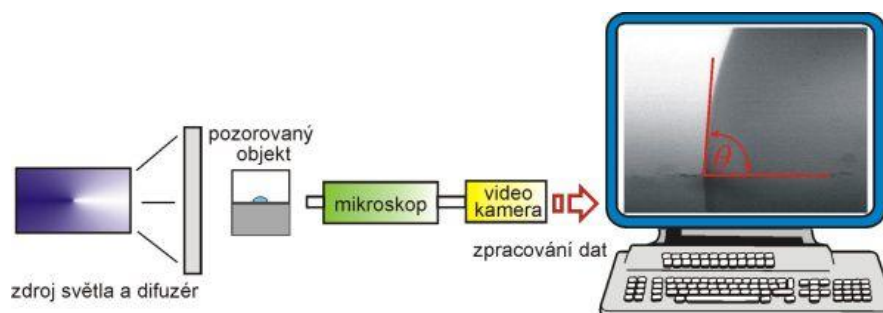 pozorovaný
objekt
mikroskop
video
kamera
zpracování dat
zdroj světla a difuzér
θ